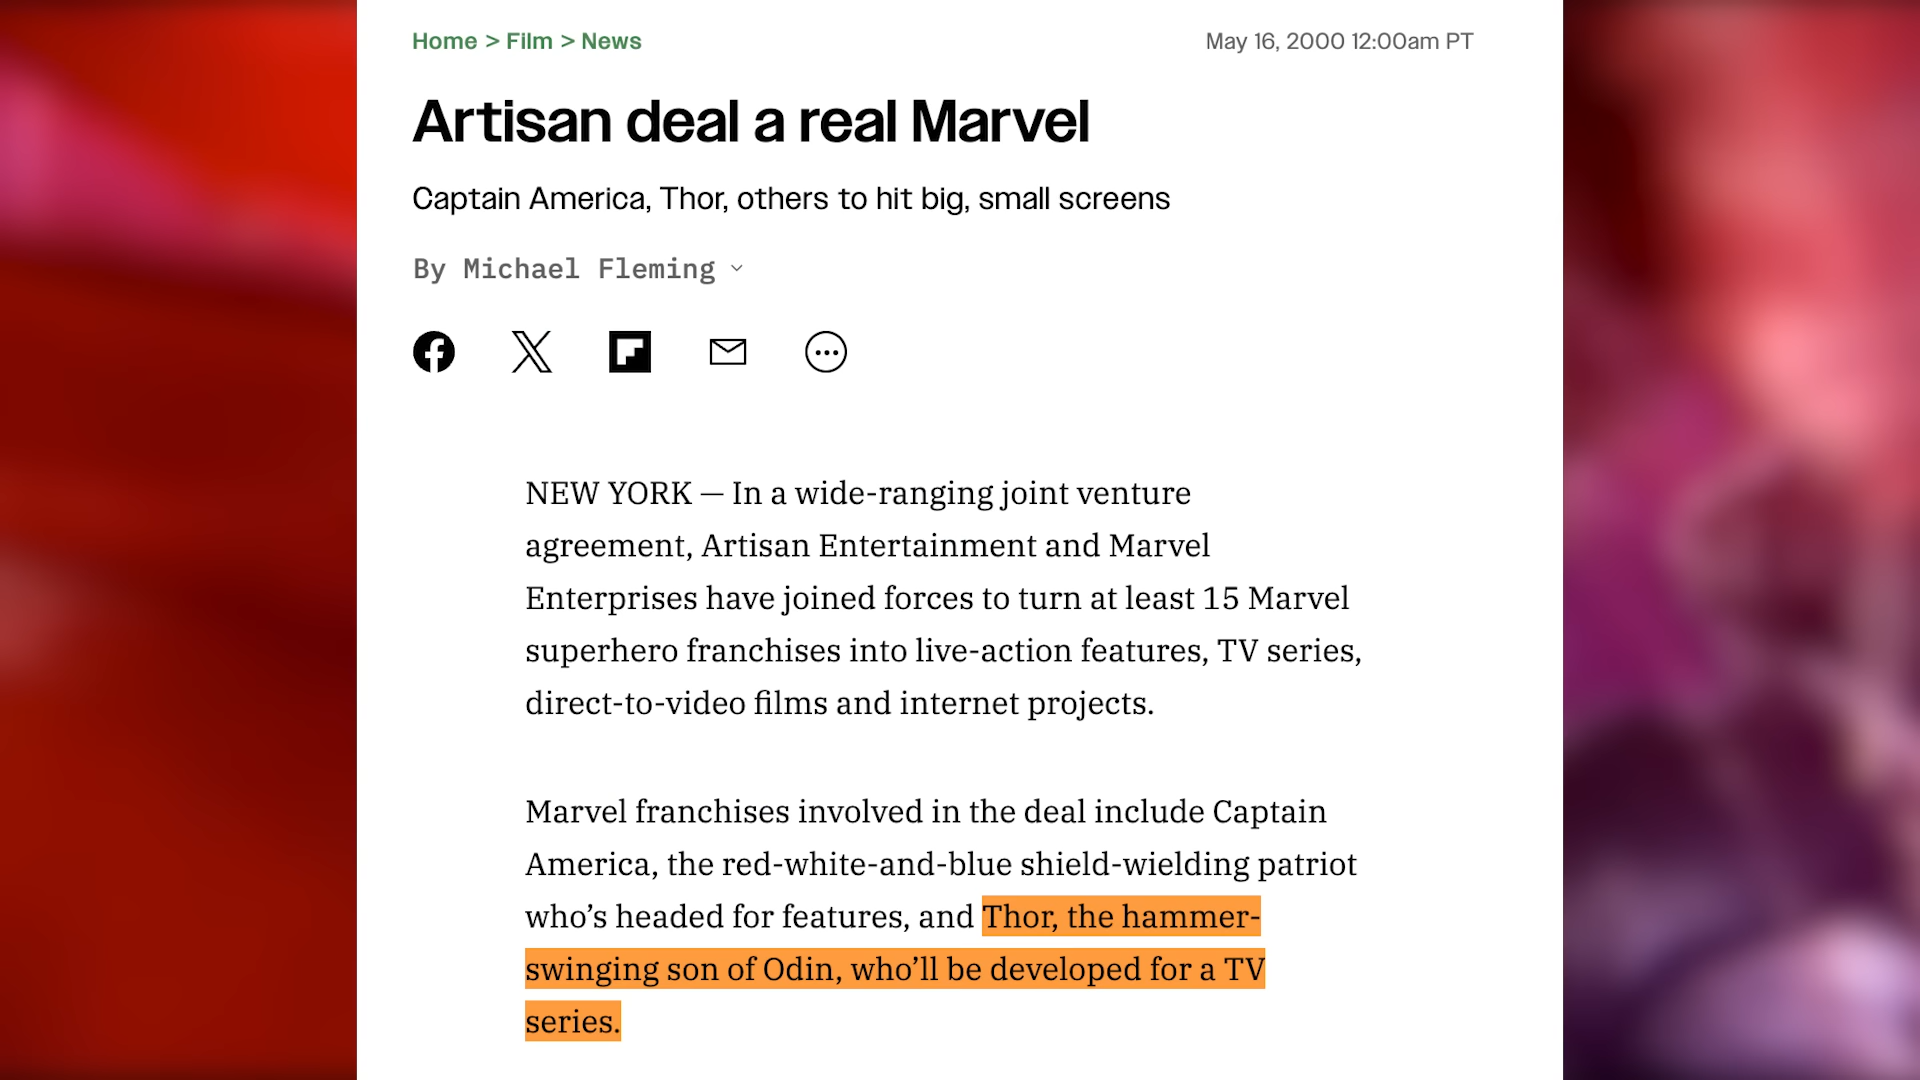 Home > Film > News
May 16, 2000 12:00am PT
Artisan deal a real Marvel
Captain America, Thor, others to hit big, small screens
By Michael Fleming
NEW YORK — In a wide-ranging joint venture
agreement, Artisan Entertainment and Marvel
Enterprises have joined forces to turn at least 15 Marvel
superhero franchises into live-action features, TV series,
direct-to-video films and internet projects.
Marvel franchises involved in the deal include Captain
America, the red-white-and-blue shield-wielding patriot
who’s headed for features, and Thor, the hammer-
swinging son of Odin, who’ll be developed for a TV
series.